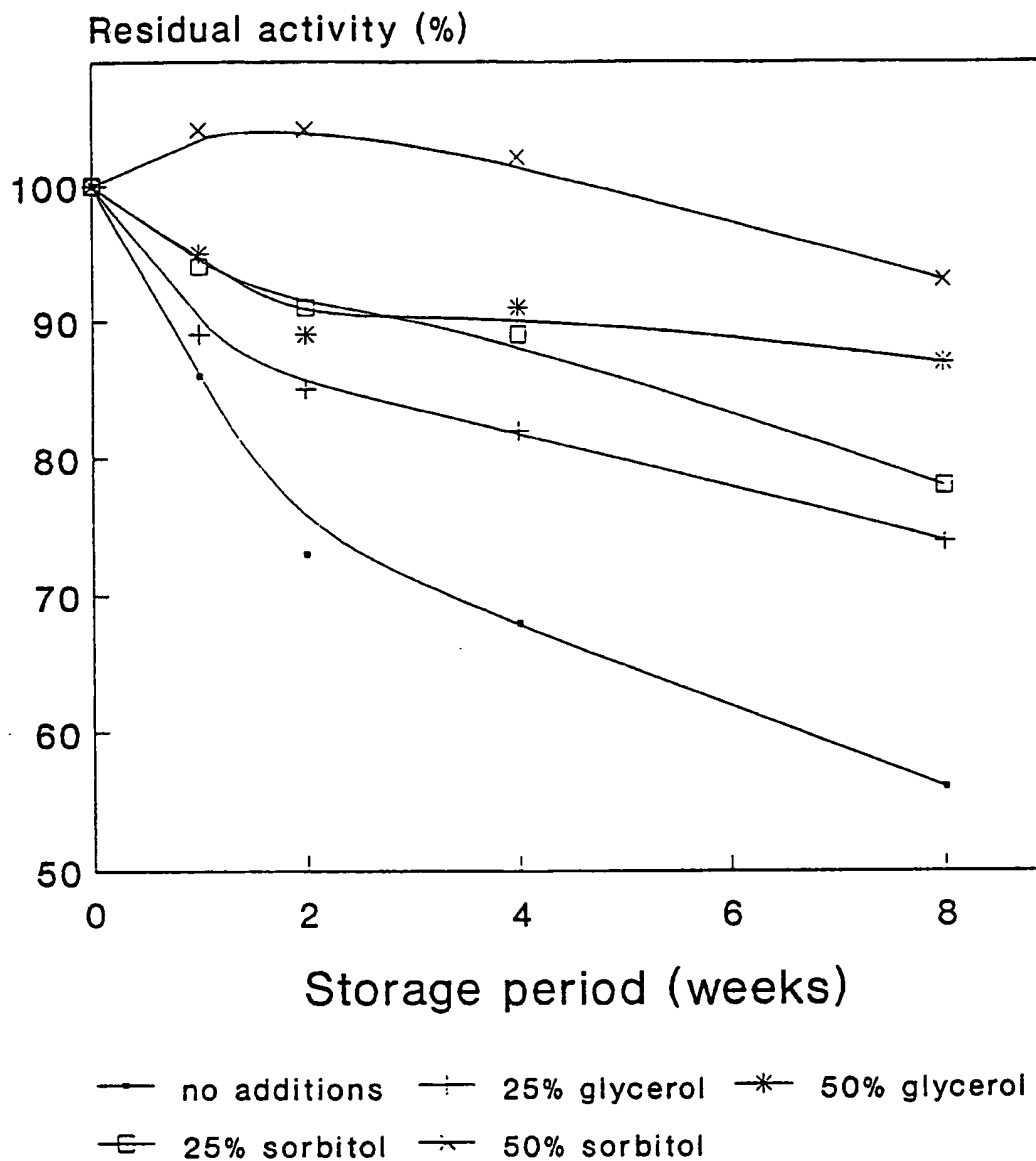 Residual activity (%)
100
90
80
70
60
50
0 2 4 6 8
Storage period (weeks)
no additions 25% glycerol 50% glycerol
25% sorbitol 50% sorbitol